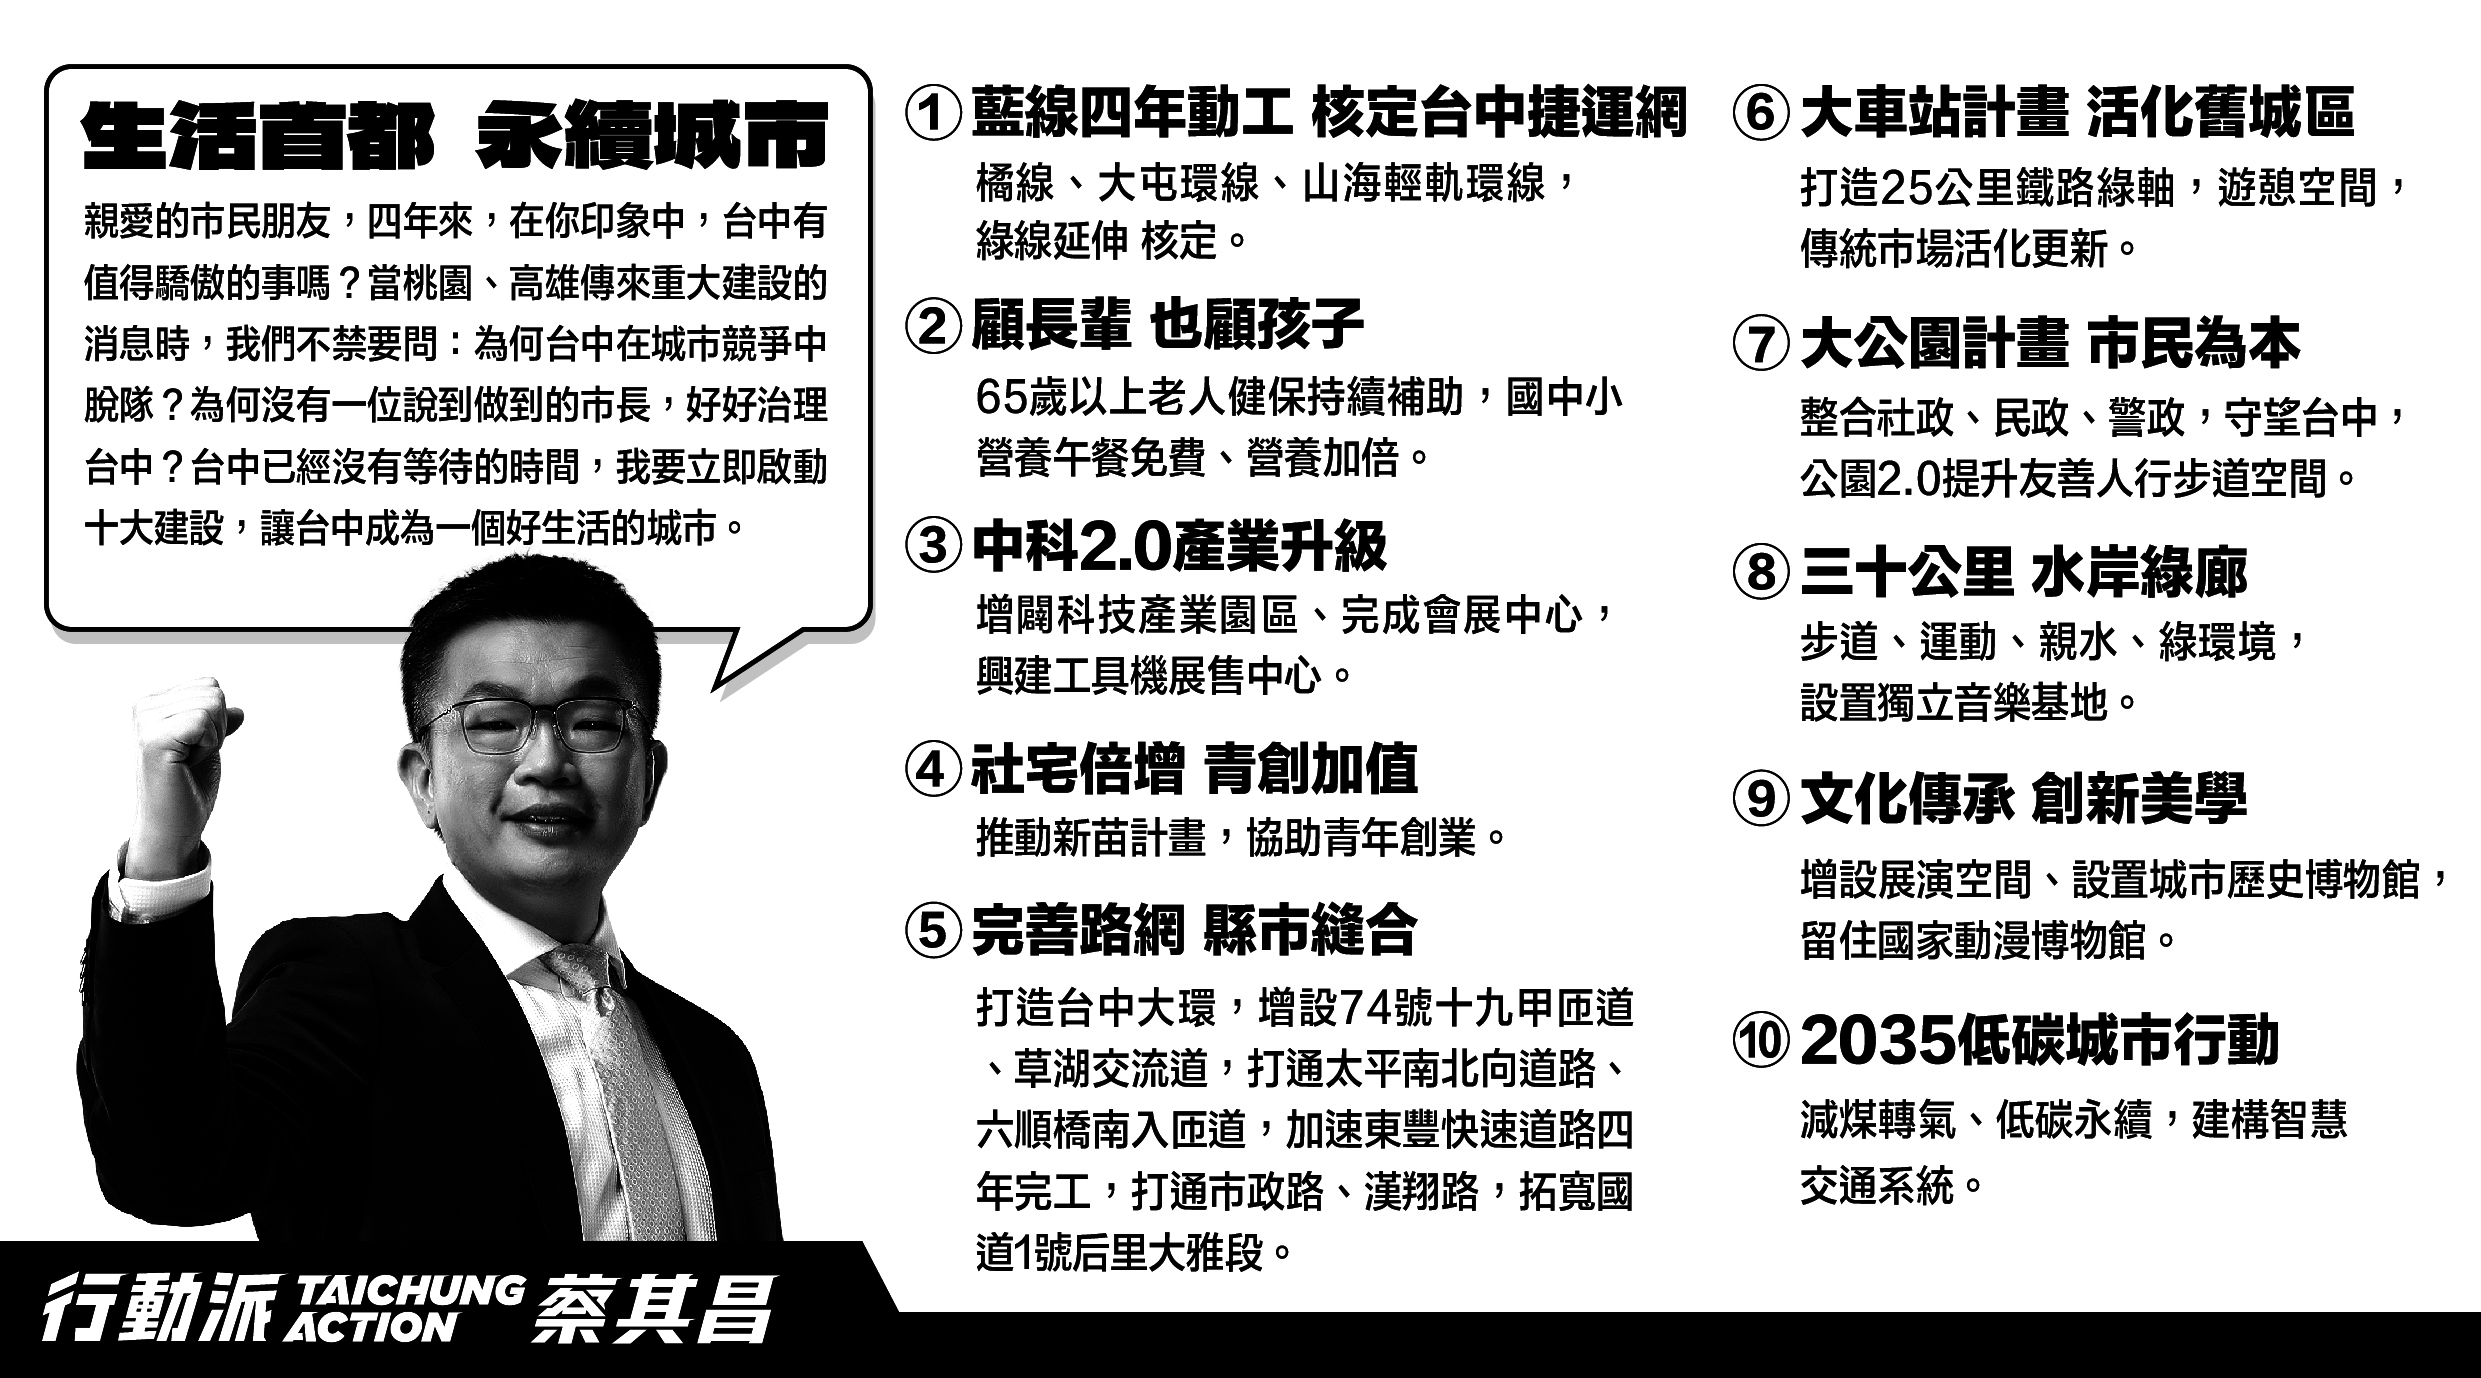 生活首都 永續城市
親愛的市民朋友，四年來，在你印象中，台中有
值得驕傲的事嗎？當桃園、高雄傳來重大建設的
消息時，我們不禁要問：為何台中在城市競爭中
脫隊？為何沒有一位說到做到的市長，好好治理
台中？台中已經沒有等待的時間，我要立即啟動
十大建設，讓台中成為一個好生活的城市。
行動派 TAICHUNG ACTION 蔡其昌
① 藍線四年動工 核定台中捷運網
橘線、大屯環線、山海輕軌環線，
綠線延伸 核定。
② 顧長輩 也顧孩子
65歲以上老人健保持續補助，國中小
營養午餐免費、營養加倍。
③ 中科2.0產業升級
增闢科技產業園區、完成會展中心，
興建工具機展售中心。
④ 社宅倍增 青創加值
推動新苗計畫，協助青年創業。
⑤ 完善路網 縣市縫合
打造台中大環，增設74號十九甲匝道
、草湖交流道，打通太平南北向道路、
六順橋南入匝道，加速東豐快速道路四
年完工，打通市政路、漢翔路，拓寬國
道1號后里大雅段。
⑥ 大車站計畫 活化舊城區
打造25公里鐵路綠軸，遊憩空間，
傳統市場活化更新。
⑦ 大公園計畫 市民為本
整合社政、民政、警政，守望台中，
公園2.0提升友善人行步道空間。
⑧ 三十公里 水岸綠廊
步道、運動、親水、綠環境，
設置獨立音樂基地。
⑨ 文化傳承 創新美學
增設展演空間、設置城市歷史博物館，
留住國家動漫博物館。
⑩ 2035低碳城市行動
減煤轉氣、低碳永續，建構智慧
交通系統。